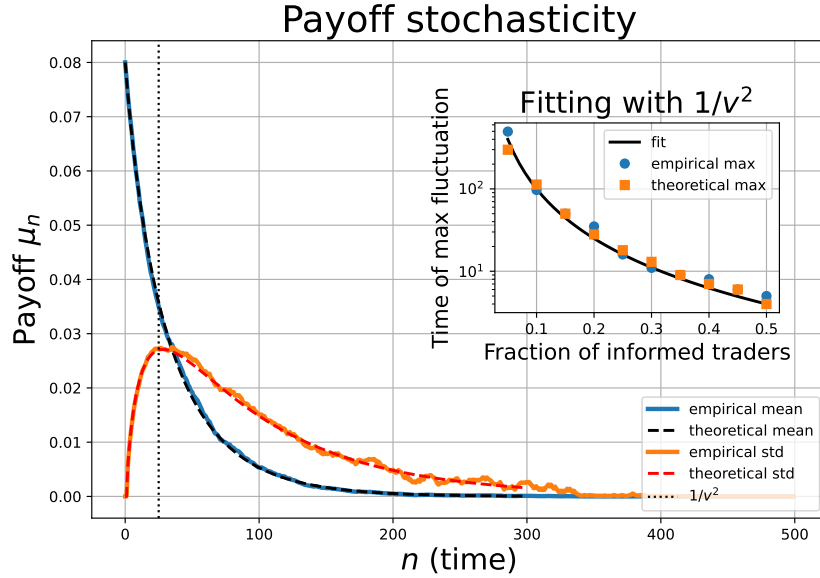 Payoff stochasticity
Payoff μn
0.08
0.07
0.06
0.05
0.04
0.03
0.02
0.01
0.00
0
100
200
300
400
500
n (time)
Fitting with 1/v²
Time of max fluctuation
10²
10¹
0.1
0.2
0.3
0.4
0.5
Fraction of informed traders
fit
empirical max
theoretical max
empirical mean
theoretical mean
empirical std
theoretical std
1/v²